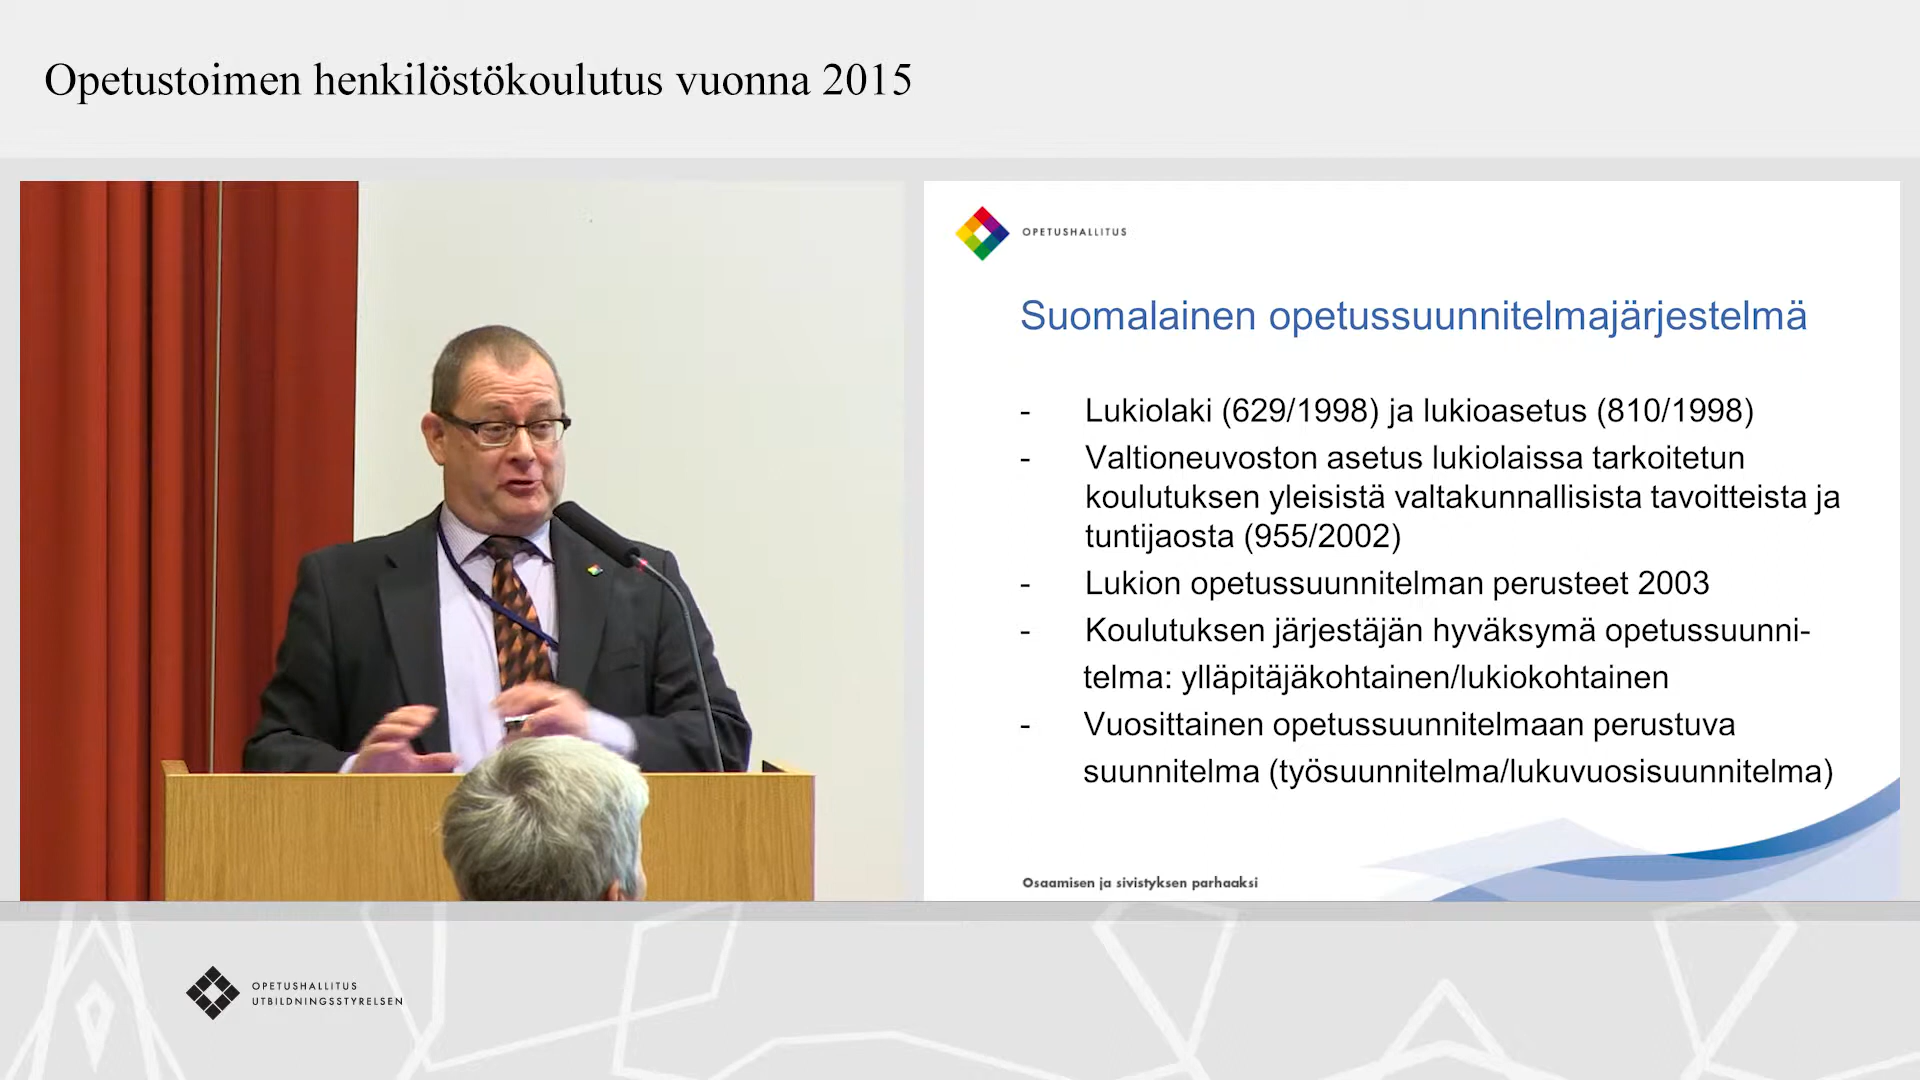 Opetustoimen henkilöstökoulutus vuonna 2015
OPETUSHALLITUS
Suomalainen opetussuunnitelmajärjestelmä
- Lukiolaki (629/1998) ja lukioasetus (810/1998)
- Valtioneuvoston asetus lukiolaissa tarkoitetun
koulutuksen yleisistä valtakunnallisista tavoitteista ja
tuntijaosta (955/2002)
- Lukion opetussuunnitelman perusteet 2003
- Koulutuksen järjestäjän hyväksymä opetussuunni-
telma: ylläpitäjäkohtainen/lukiokohtainen
- Vuosittainen opetussuunnitelmaan perustuva
suunnitelma (työsuunnitelma/lukuvuosisuunnitelma)
Osaamisen ja sivistyksen parhaaksi
OPETUSHALLITUS
UTBILDNINGSSTYRELSEN